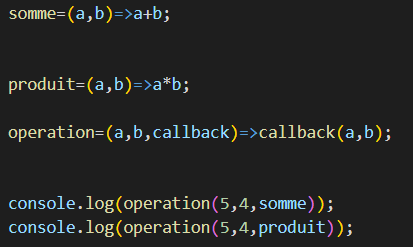 somme=(a,b)=>a+b;
produit=(a,b)=>a*b;
operation=(a,b,callback)=>callback(a,b);
console.log(operation(5,4,somme));
console.log(operation(5,4,produit));